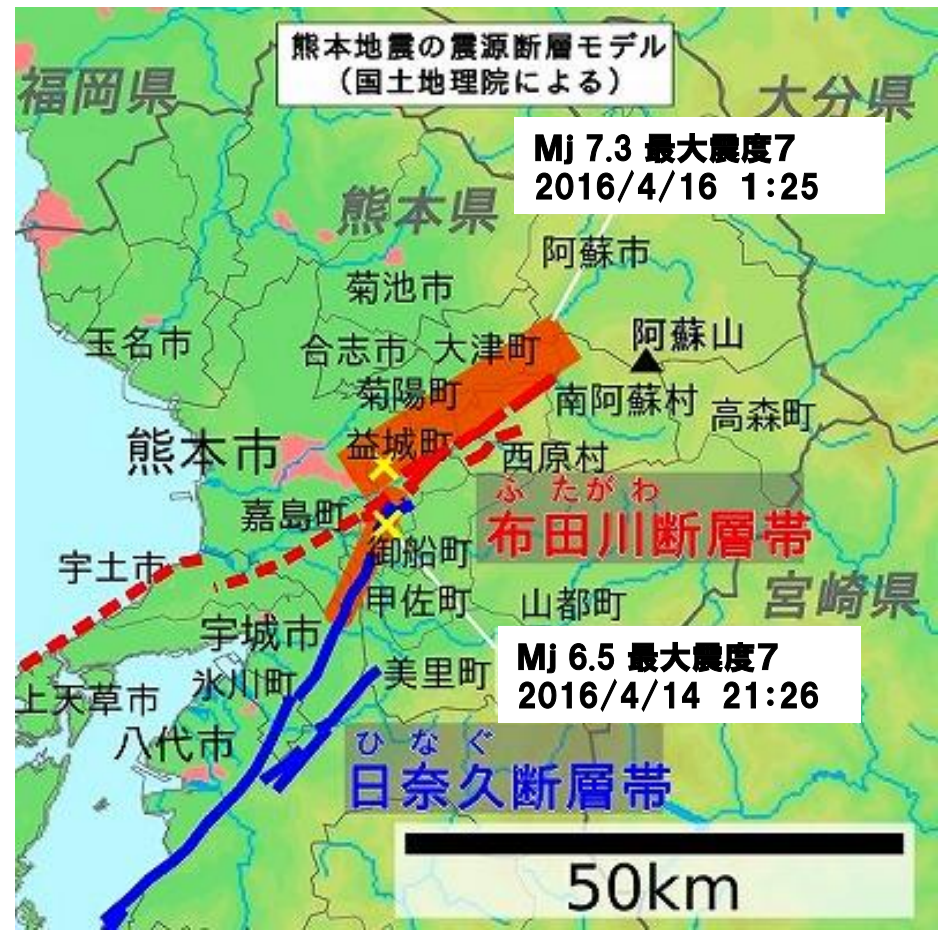 熊本地震の震源断層モデル
（国土地理院による）
福岡県
大分県
Mj 7.3 最大震度7
2016/4/16 1:25
熊本県
阿蘇市
菊池市
玉名市
合志市
大津町
阿蘇山
菊陽町
南阿蘇村
高森町
熊本市
益城町
西原村
嘉島町
ふたがわ
布田川断層帯
宇土市
御船町
甲佐町
山都町
宮崎県
宇城市
Mj 6.5 最大震度7
2016/4/14 21:26
上天草市
氷川町
美里町
八代市
ひなぐ
日奈久断層帯
50km